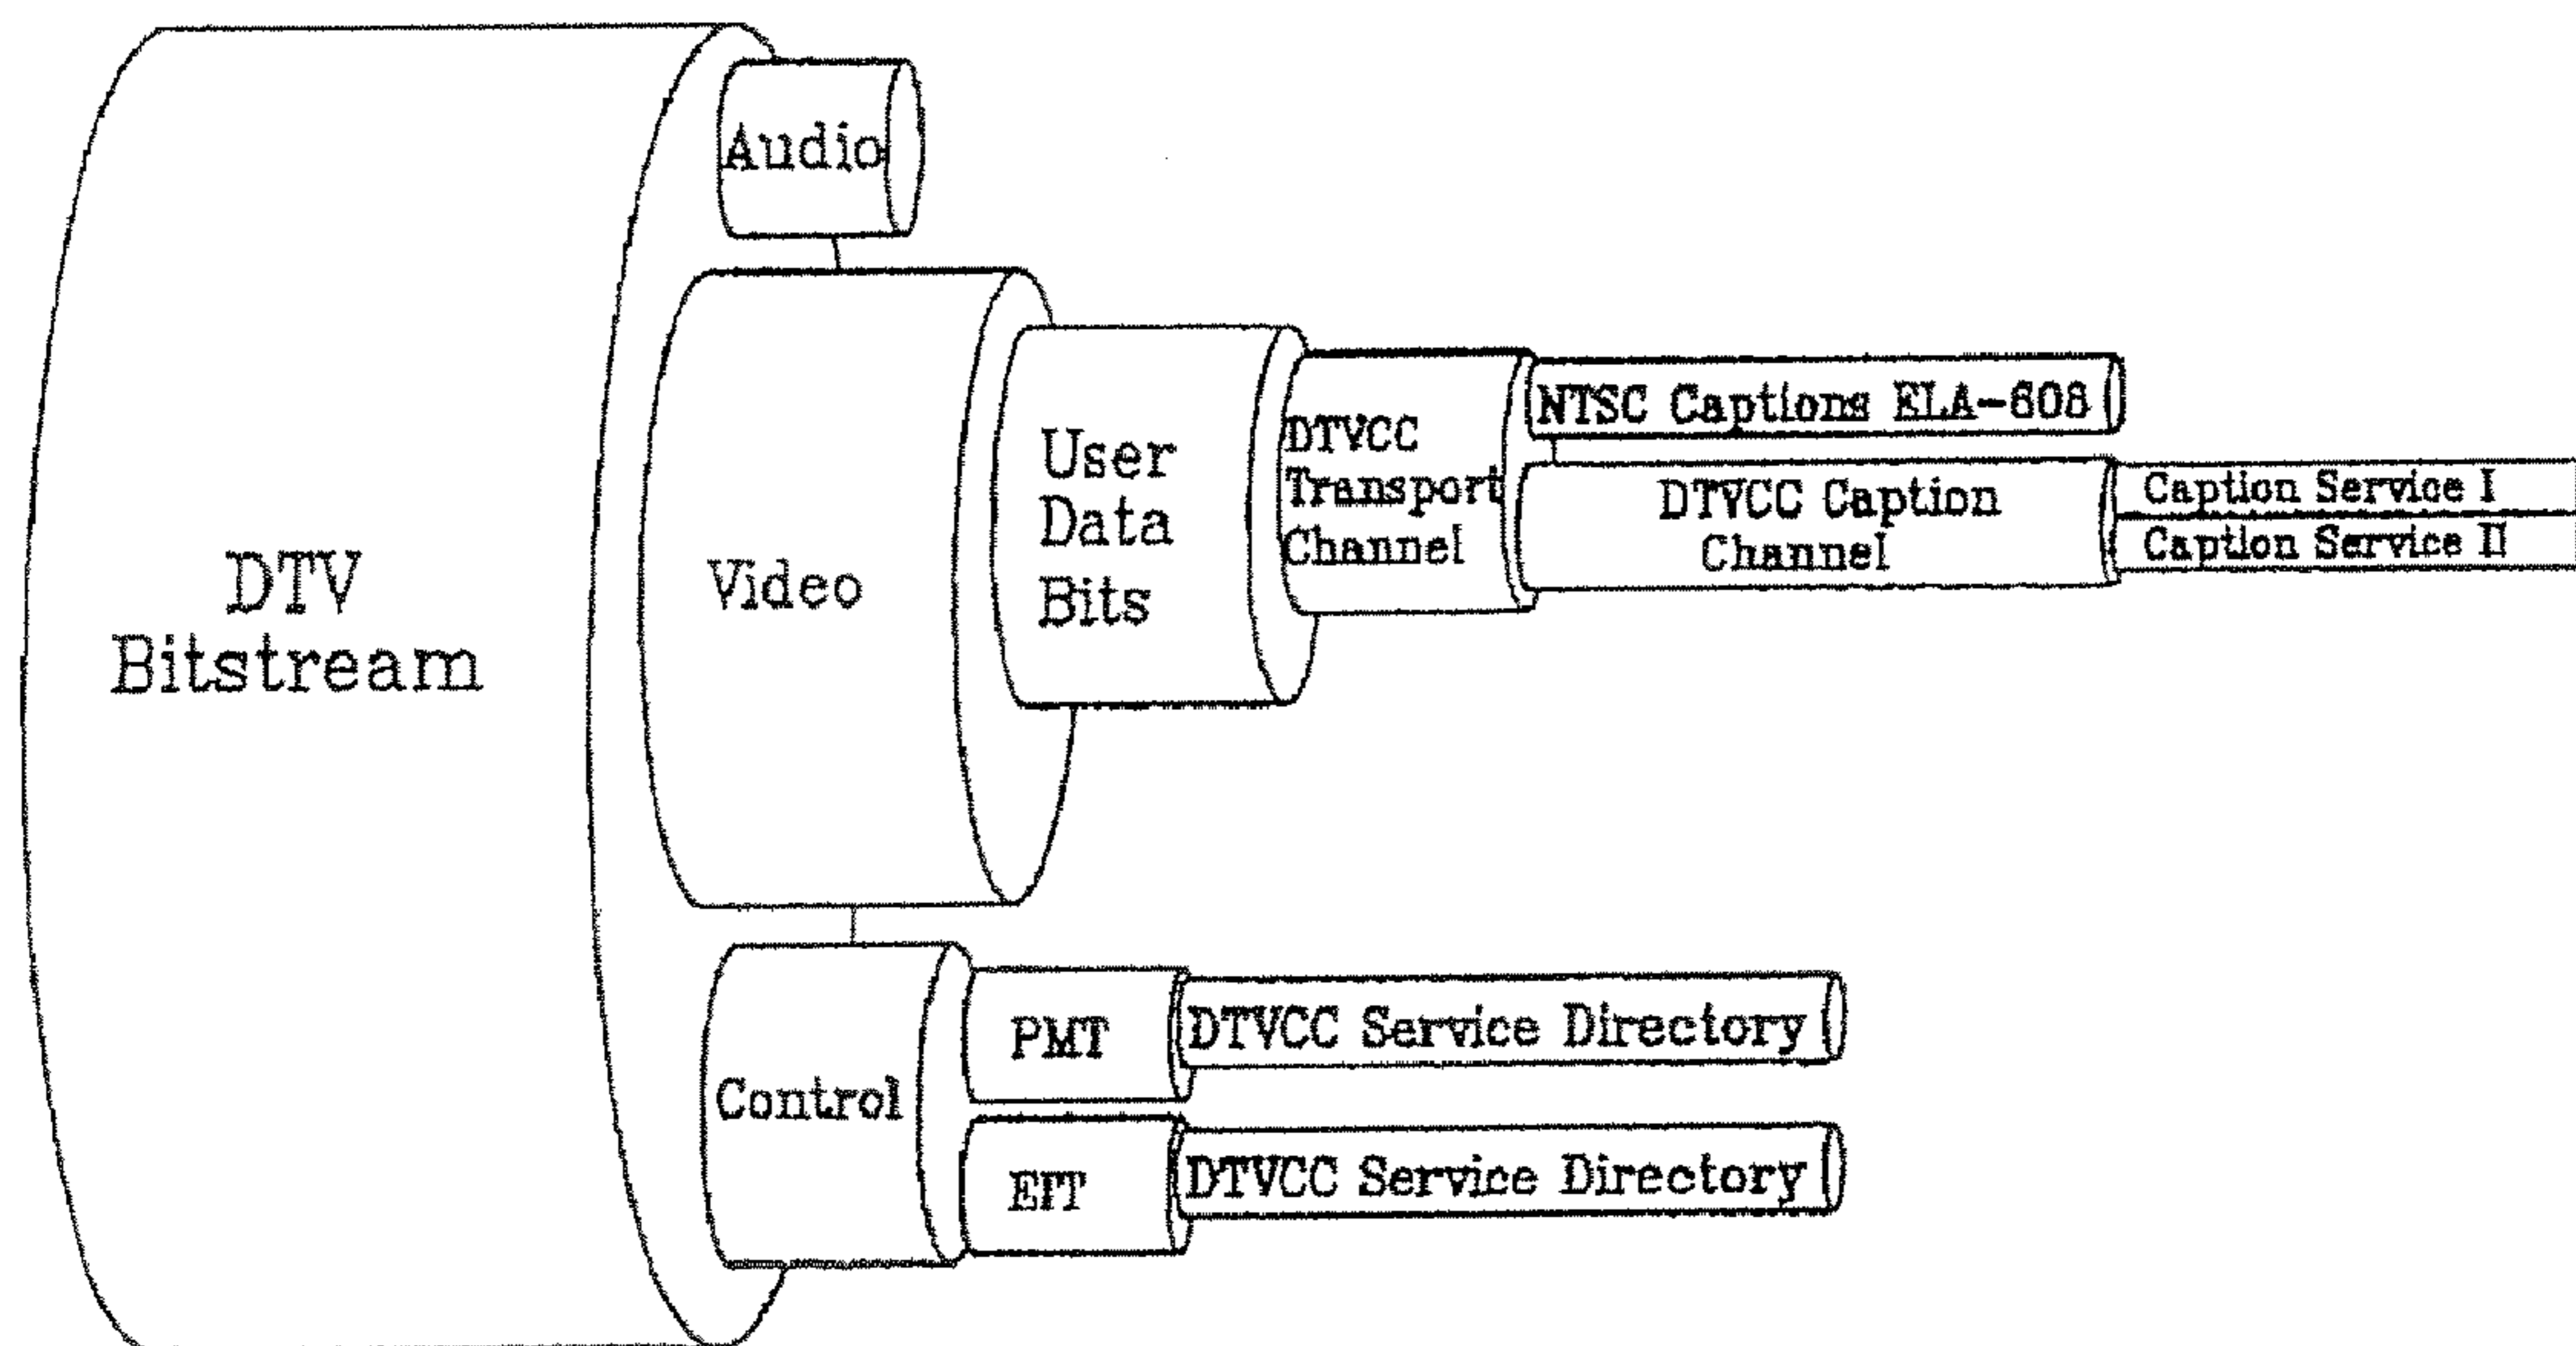 Audio
DTV
Bitstream
Video
User
Data
Bits
DTVCC
Transport
Channel
NTSC Captions ELA-608
DTVCC Caption
Channel
Caption Service I
Caption Service II
Control
PMT
DTVCC Service Directory
EIT
DTVCC Service Directory